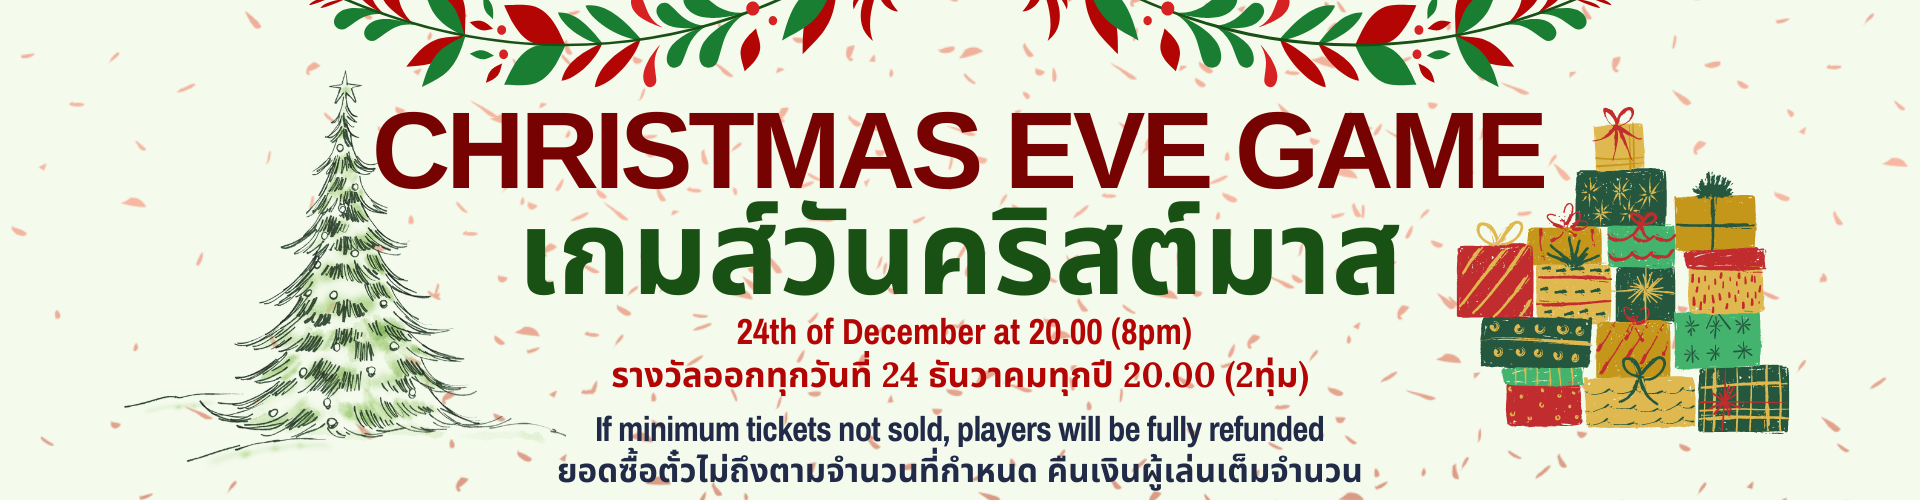 CHRISTMAS EVE GAME
เกมส์วันคริสต์มาส
24th of December at 20.00 (8pm)
รางวัลออกทุกวันที่ 24 ธันวาคมทุกปี 20.00 (2ทุ่ม)
If minimum tickets not sold, players will be fully refunded
ยอดซื้อตั๋วไม่ถึงตามจำนวนที่กำหนด คืนเงินผู้เล่นเต็มจำนวน